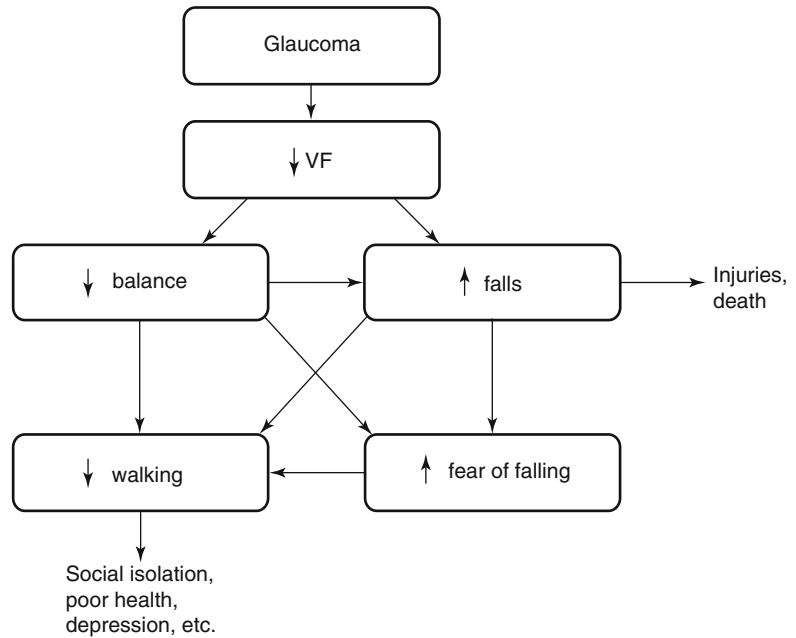 Glaucoma
↓ VF
↓ balance
↑ falls
Injuries,
death
↓ walking
↑ fear of falling
Social isolation,
poor health,
depression, etc.